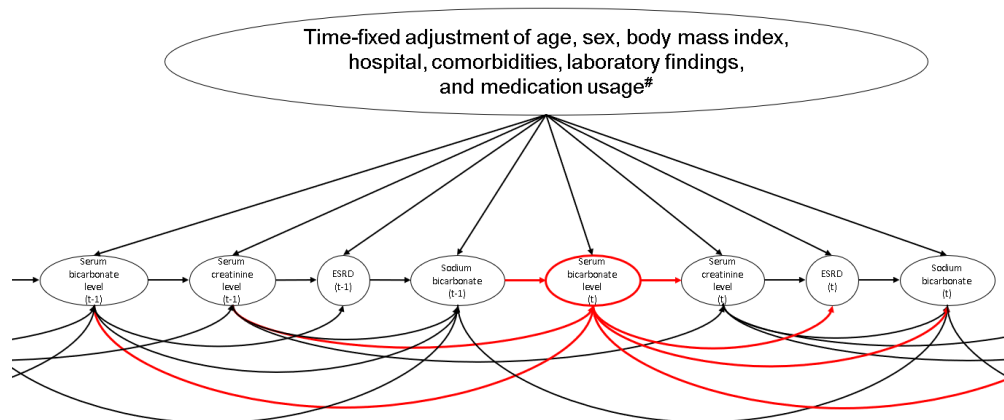 Time-fixed adjustment of age, sex, body mass index,
hospital, comorbidities, laboratory findings,
and medication usage#
Serum
bicarbonate
level
(t-1)
Serum
creatinine
level
(t-1)
ESRD
(t-1)
Sodium
bicarbonate
(t-1)
Serum
bicarbonate
level
(t)
Serum
creatinine
level
(t)
ESRD
(t)
Sodium
bicarbonate
(t)